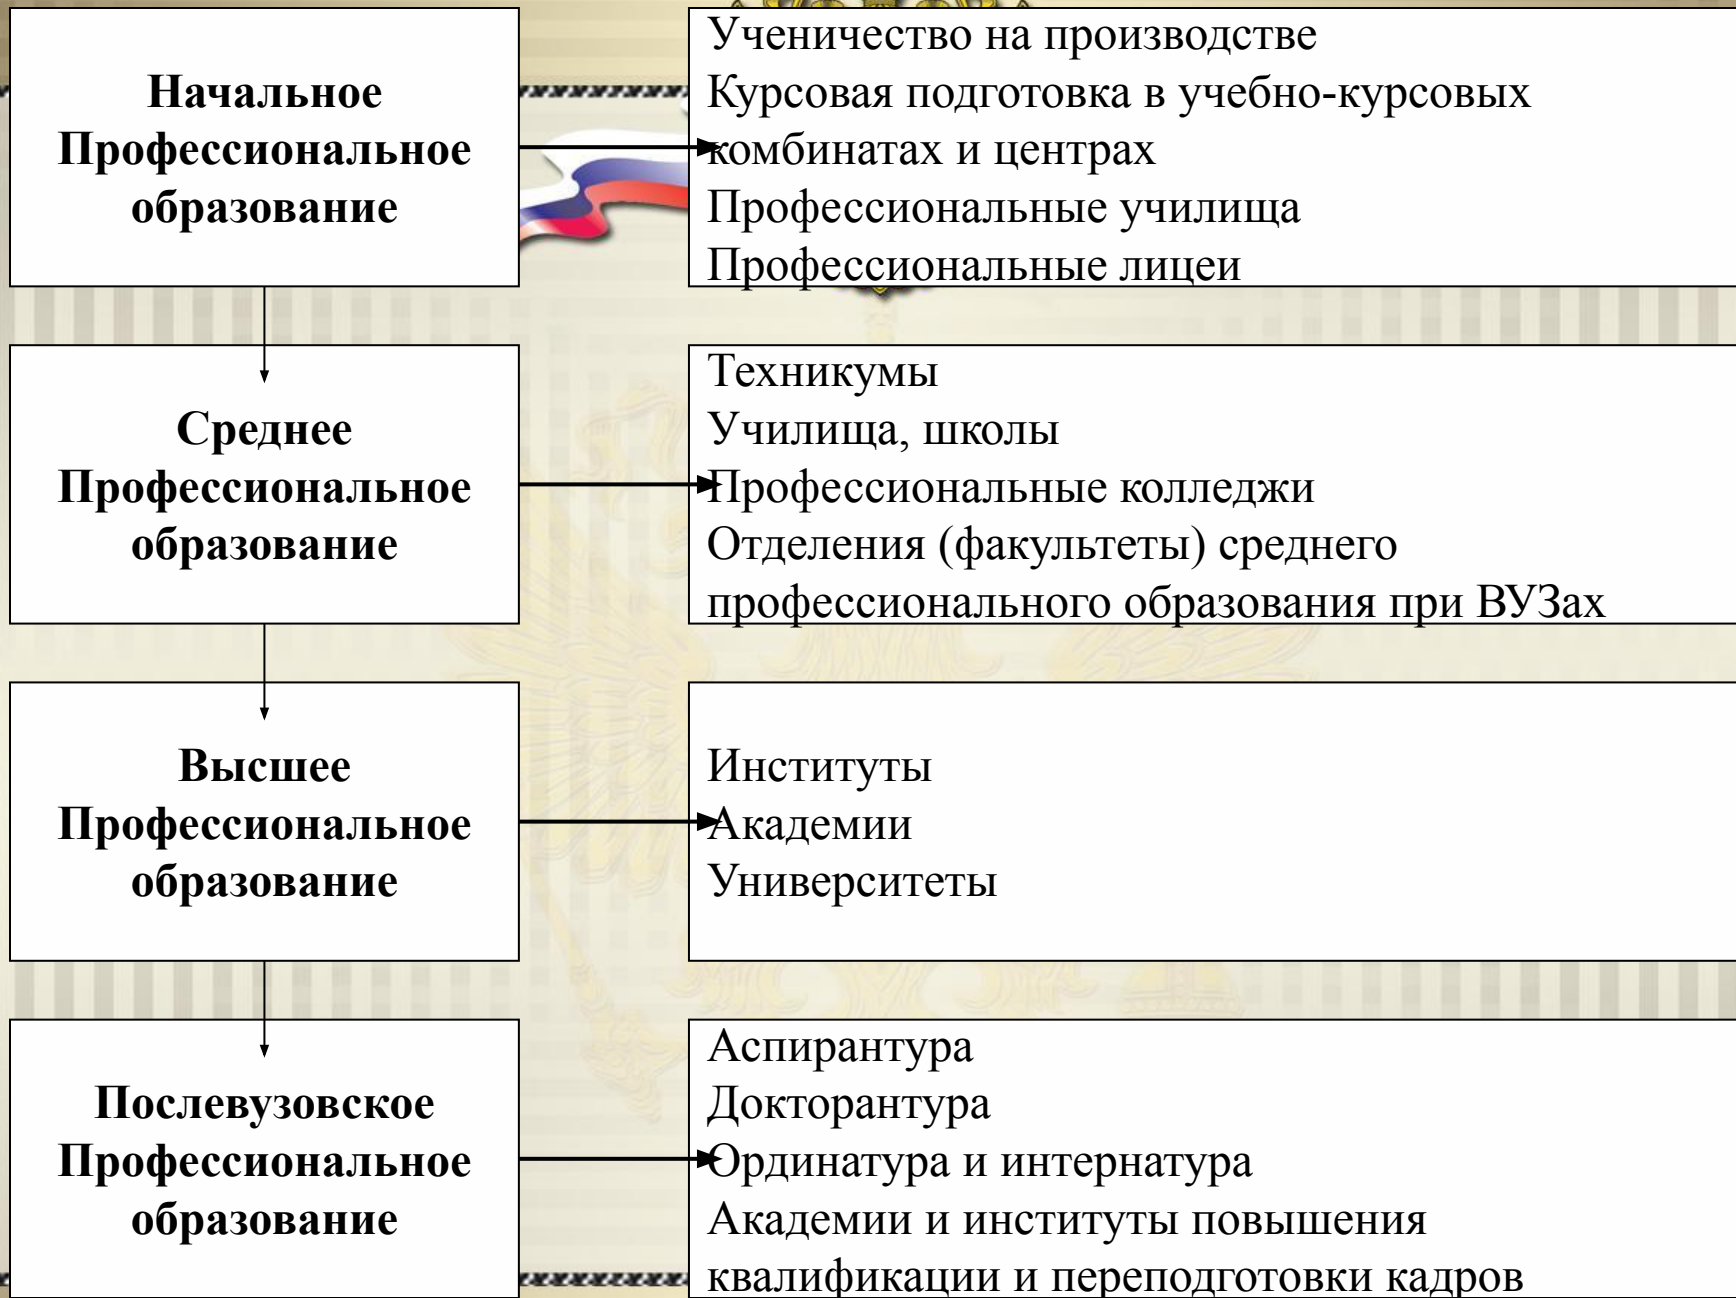 Начальное
Профессиональное
образование
Ученичество на производстве
Курсовая подготовка в учебно-курсовых
комбинатах и центрах
Профессиональные училища
Профессиональные лицеи
Среднее
Профессиональное
образование
Техникумы
Училища, школы
Профессиональные колледжи
Отделения (факультеты) среднего
профессионального образования при ВУЗах
Высшее
Профессиональное
образование
Институты
Академии
Университеты
Послевузовское
Профессиональное
образование
Аспирантура
Докторантура
Ординатура и интернатура
Академии и институты повышения
квалификации и переподготовки кадров